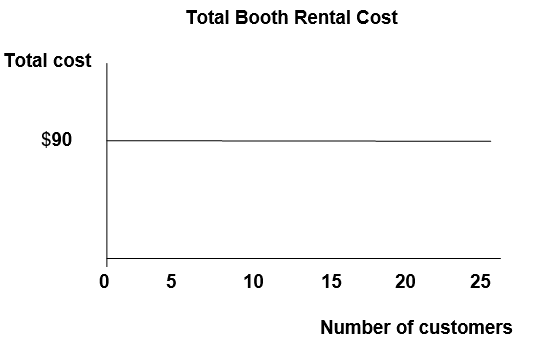 Total Booth Rental Cost
Total cost
$90
0 5 10 15 20 25
Number of customers